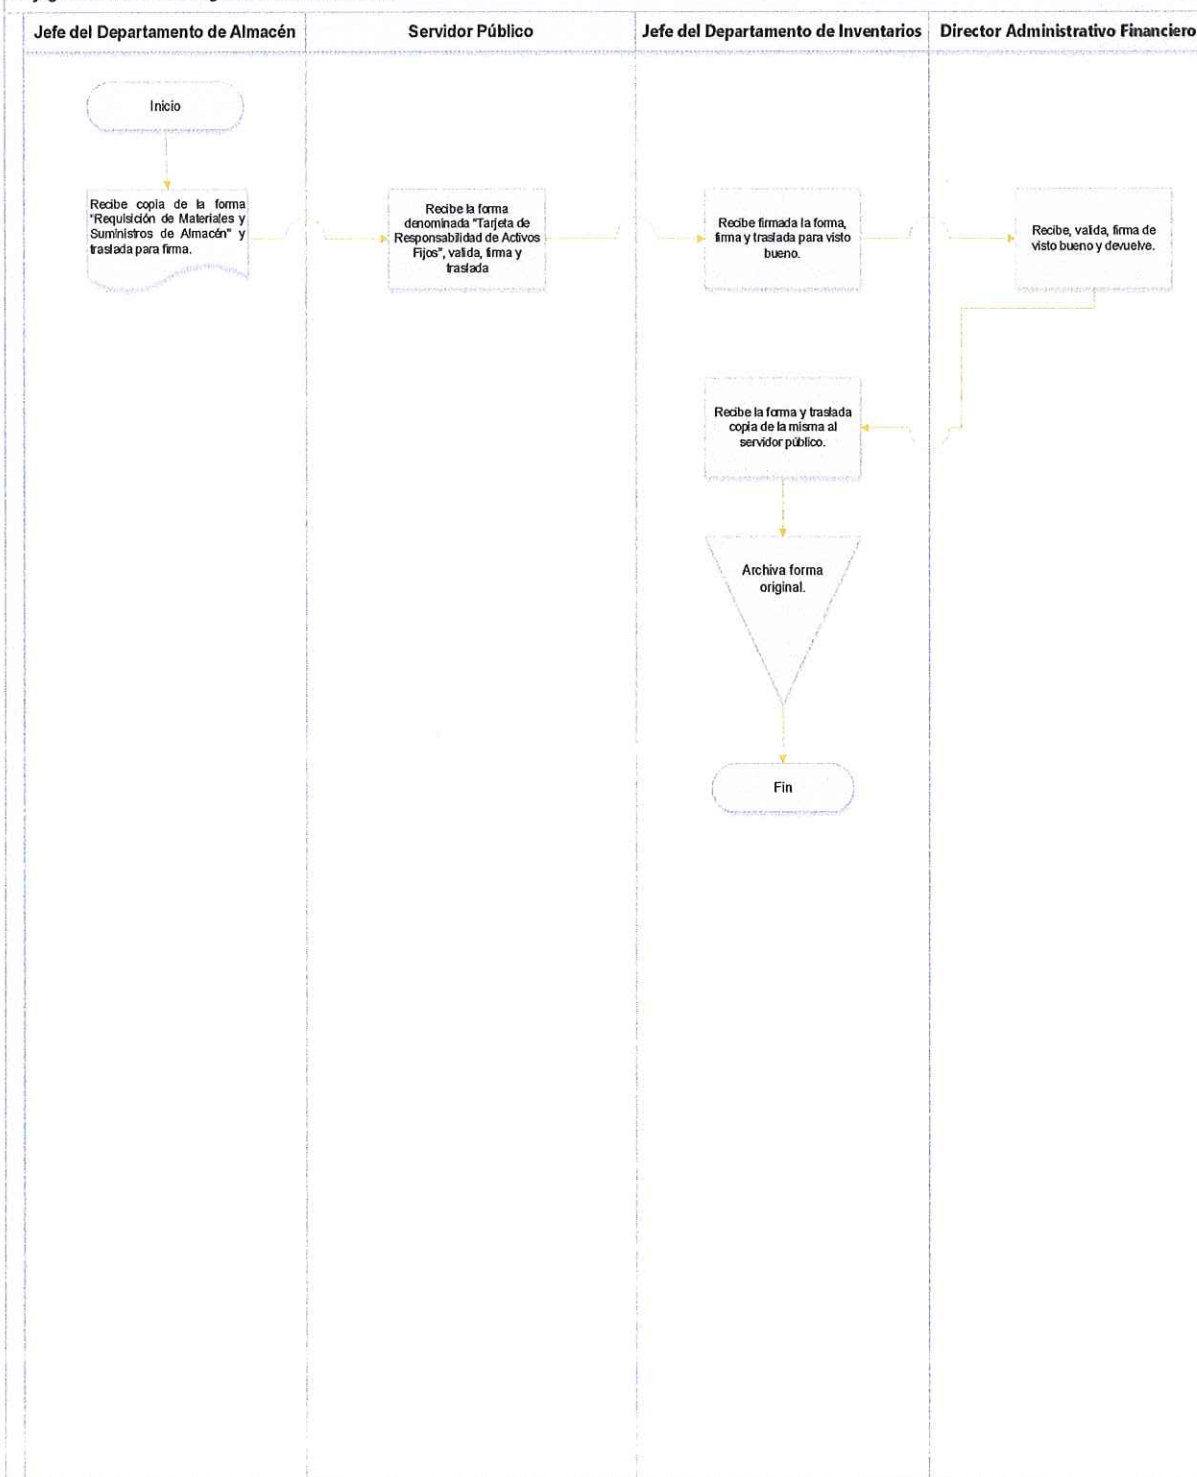 Jefe del Departamento de Almacén
Servidor Público
Jefe del Departamento de Inventarios
Director Administrativo Financiero
Inicio
Recibe copia de la forma
"Requisición de Materiales y
Suministros de Almacén" y
traslada para firma.
Recibe la forma
denominada "Tarjeta de
Responsabilidad de Activos
Fijos", valida, firma y
traslada
Recibe firmada la forma,
firma y traslada para visto
bueno.
Recibe, valida, firma de
visto bueno y devuelve.
Recibe la forma y traslada
copia de la misma al
servidor público.
Archiva forma
original.
Fin